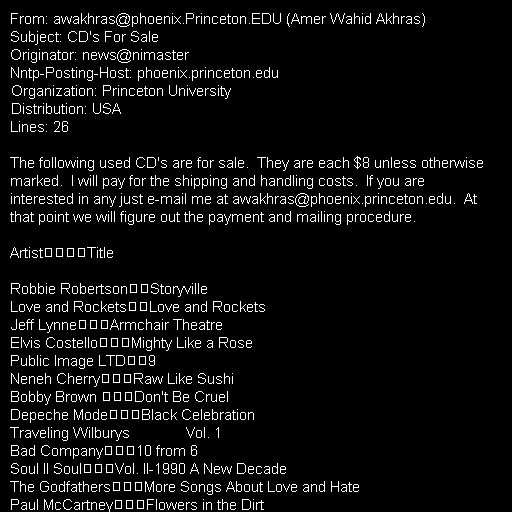 From: awakhras@phoenix.Princeton.EDU (Amer Wahid Akhras)
Subject: CD's For Sale
Originator: news@nimaster
Nntp-Posting-Host: phoenix.princeton.edu
Organization: Princeton University
Distribution: USA
Lines: 26

The following used CD's are for sale.  They are each $8 unless otherwise
marked.  I will pay for the shipping and handling costs.  If you are
interested in any just e-mail me at awakhras@phoenix.princeton.edu.  At
that point we will figure out the payment and mailing procedure.

Artist□□□□Title

Robbie Robertson□□Storyville
Love and Rockets□□Love and Rockets
Jeff Lynne□□□Armchair Theatre
Elvis Costello□□□Mighty Like a Rose
Public Image LTD□□9
Neneh Cherry□□□Raw Like Sushi
Bobby Brown □□□Don't Be Cruel
Depeche Mode□□□Black Celebration
Traveling Wilburys             Vol. 1
Bad Company□□□10 from 6
Soul II Soul□□□Vol. II-1990 A New Decade
The Godfathers□□□More Songs About Love and Hate
Paul McCartney□□□Flowers in the Dirt